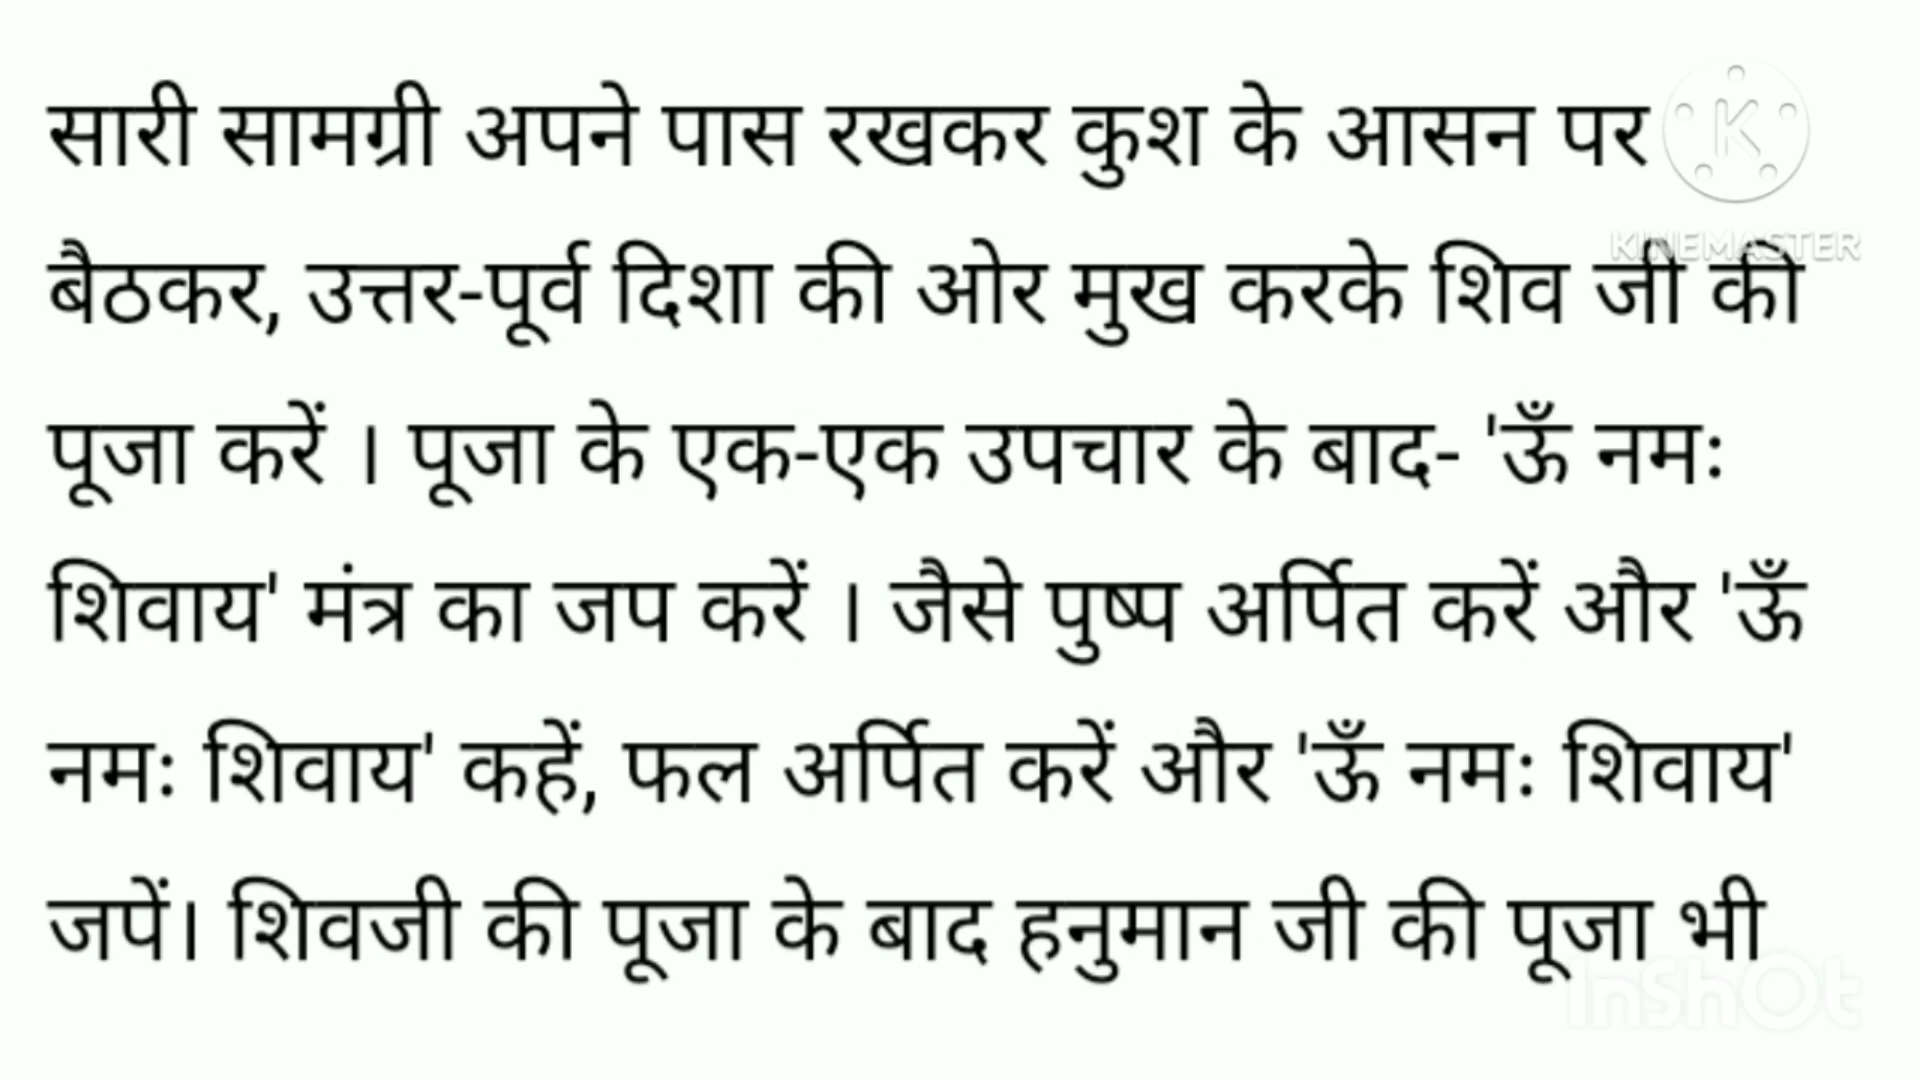 सारी सामग्री अपने पास रखकर कुश के आसन पर
बैठकर, उत्तर-पूर्व दिशा की ओर मुख करके शिव जी की
पूजा करें । पूजा के एक-एक उपचार के बाद- 'ऊँ नमः
शिवाय' मंत्र का जप करें । जैसे पुष्प अर्पित करें और 'ऊँ
नमः शिवाय' कहें, फल अर्पित करें और 'ऊँ नमः शिवाय'
जपें। शिवजी की पूजा के बाद हनुमान जी की पूजा भी
K
KINEMASTER
InShOt